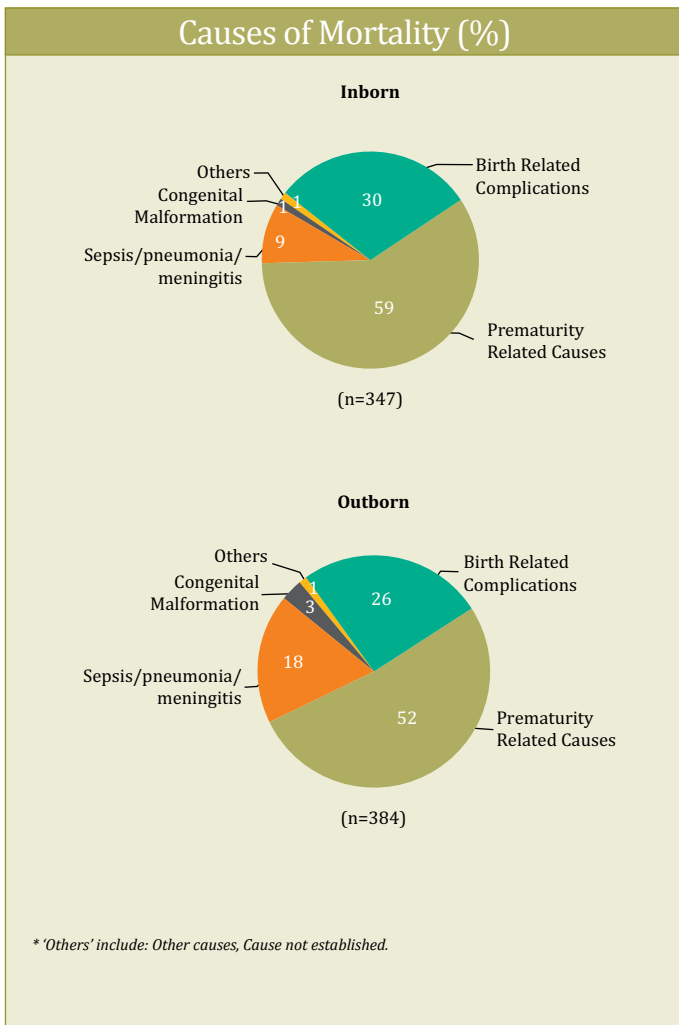 Causes of Mortality (%)
Inborn
Others
Congenital
Malformation
Sepsis/pneumonia/
meningitis
Birth Related
Complications
Prematurity
Related Causes
1
1
9
30
59
(n=347)
Outborn
Others
Congenital
Malformation
Sepsis/pneumonia/
meningitis
Birth Related
Complications
Prematurity
Related Causes
1
3
18
26
52
(n=384)
* ‘Others’ include: Other causes, Cause not established.